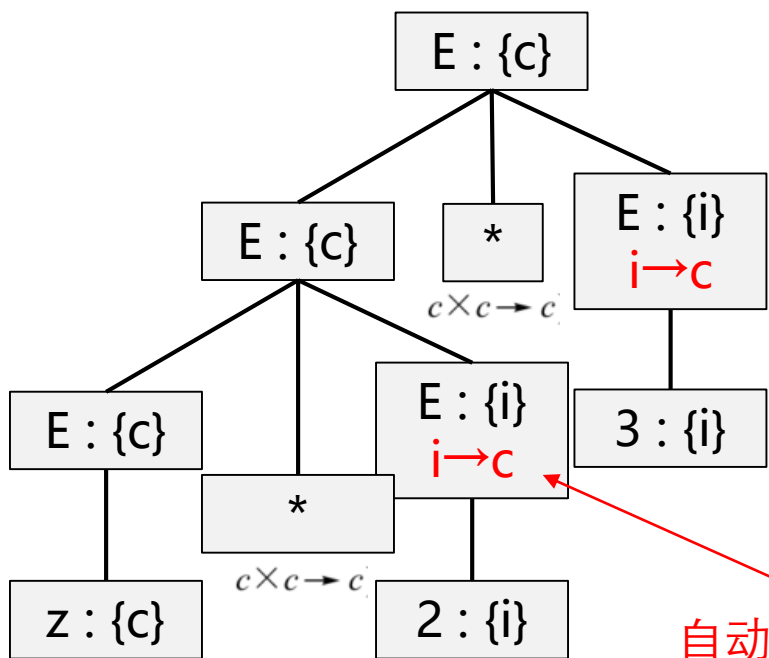 E : {c}
E : {c}
*
E : {i}
i→c
c×c→c
E : {c}
*
E : {i}
i→c
3 : {i}
c×c→c
z : {c}
2 : {i}
自动